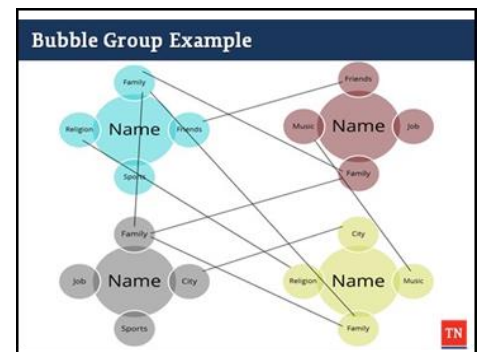 Bubble Group Example
Family
Religion
Name
Friends
Sports
Friends
Music
Name
Job
Family
Family
Job
Name
City
Sports
City
Religion
Name
Music
Family
TN